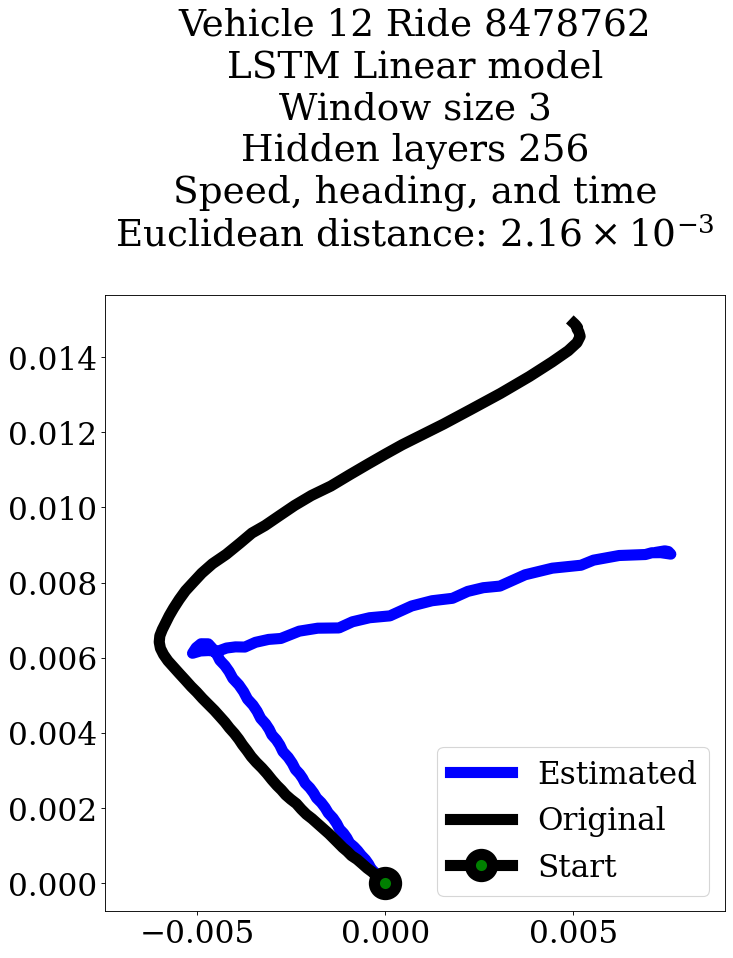 Vehicle 12 Ride 8478762
LSTM Linear model
Window size 3
Hidden layers 256
Speed, heading, and time
Euclidean distance: 2.16 × 10⁻³
0.014
0.012
0.010
0.008
0.006
0.004
0.002
0.000
−0.005 0.000 0.005
Estimated
Original
Start